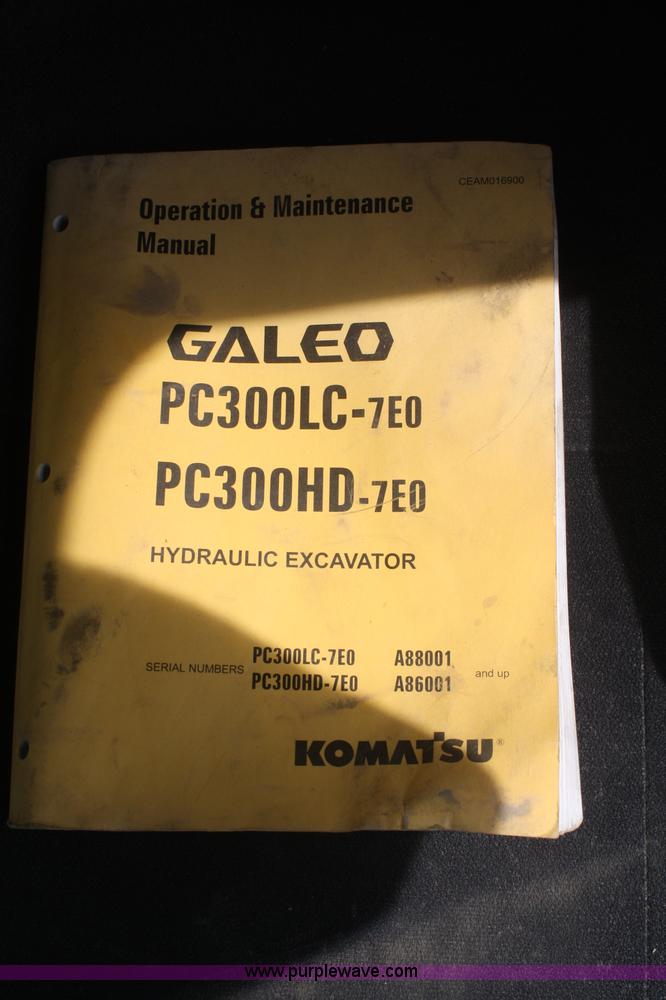 CEAM016900
Operation & Maintenance
Manual
GALEO
PC300LC-7E0
PC300HD-7E0
HYDRAULIC EXCAVATOR
SERIAL NUMBERS PC300LC-7E0 A88001 and up
PC300HD-7E0 A86001
KOMATSU®
www.purplewave.com